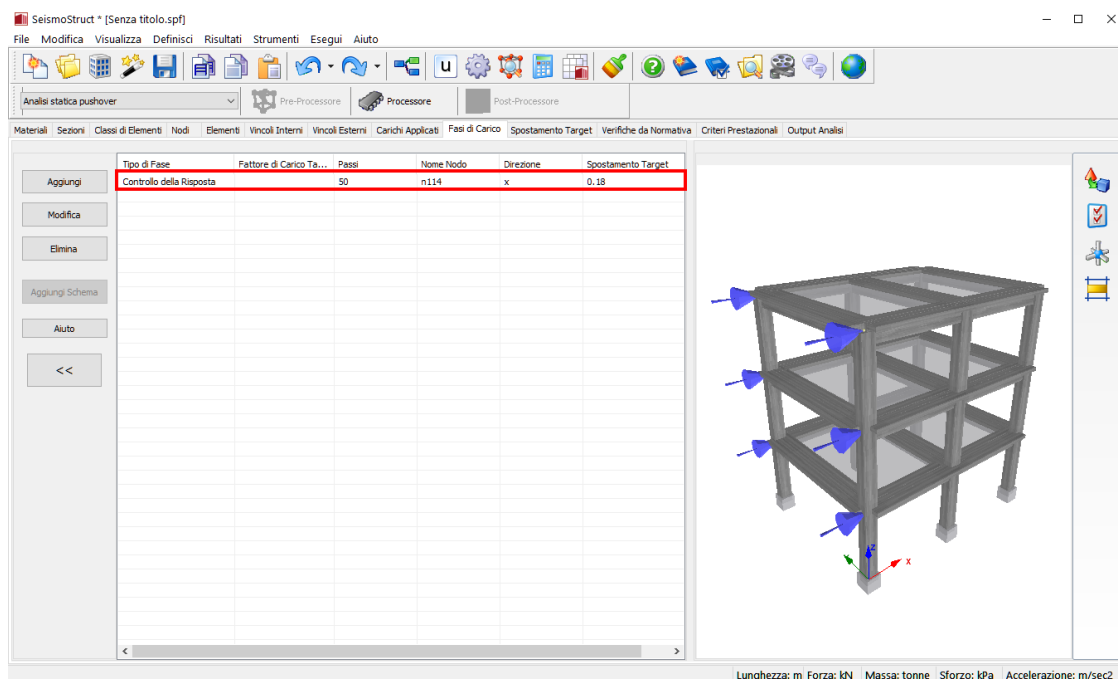 SeismoStruct * [Senza titolo.spf]
File Modifica Visualizza Definisci Risultati Strumenti Esegui Aiuto
u
Analisi statica pushover Pre-Processore Processore Post-Processore
Materiali Sezioni Classi di Elementi Nodi Elementi Vincoli Interni Vincoli Esterni Carichi Applicati Fasi di Carico Spostamento Target Verifiche da Normativa Criteri Prestazionali Output Analisi
Tipo di Fase Fattore di Carico Ta... Passi Nome Nodo Direzione Spostamento Target
Controllo della Risposta 50 n114 x 0.18
Aggiungi
Modifica
Elimina
Aggiungi Schema
Aiuto
<<
z
x
Lunghezza: m Forza: kN Massa: tonne Sforzo: kPa Accelerazione: m/sec2